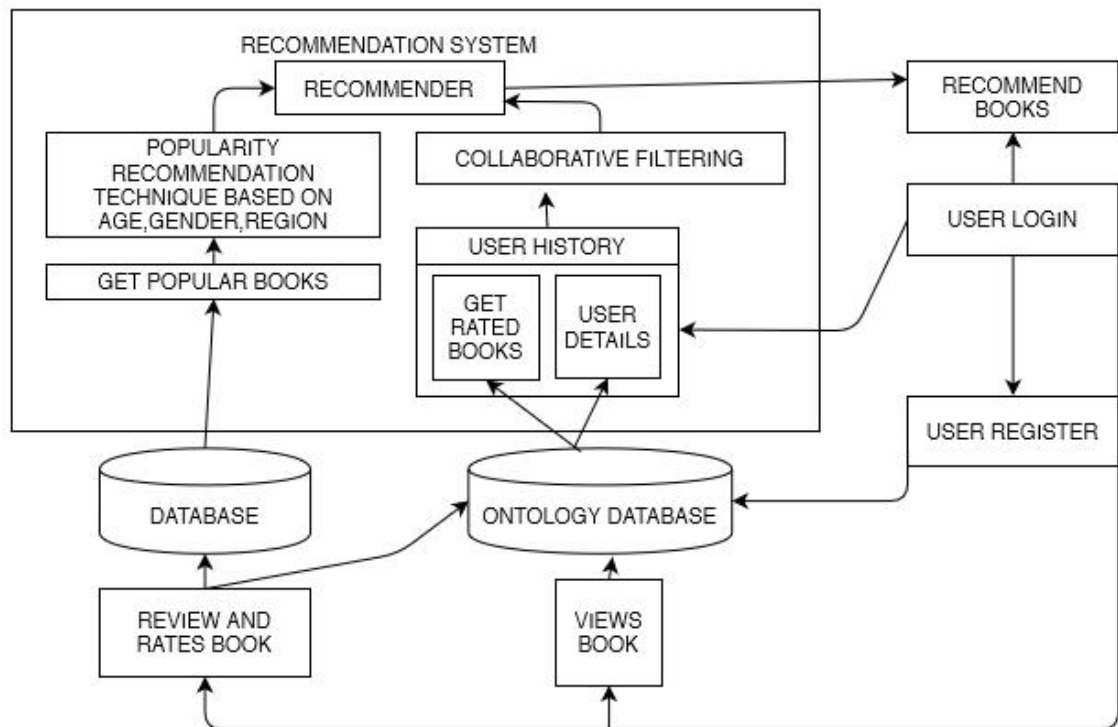 RECOMMENDATION SYSTEM
RECOMMENDER
RECOMMEND
BOOKS
POPULARITY
RECOMMENDATION
TECHNIQUE BASED ON
AGE,GENDER,REGION
COLLABORATIVE FILTERING
USER LOGIN
USER HISTORY
GET POPULAR BOOKS
GET
RATED
BOOKS
USER
DETAILS
USER REGISTER
DATABASE
ONTOLOGY DATABASE
REVIEW AND
RATES BOOK
VIEWS
BOOK